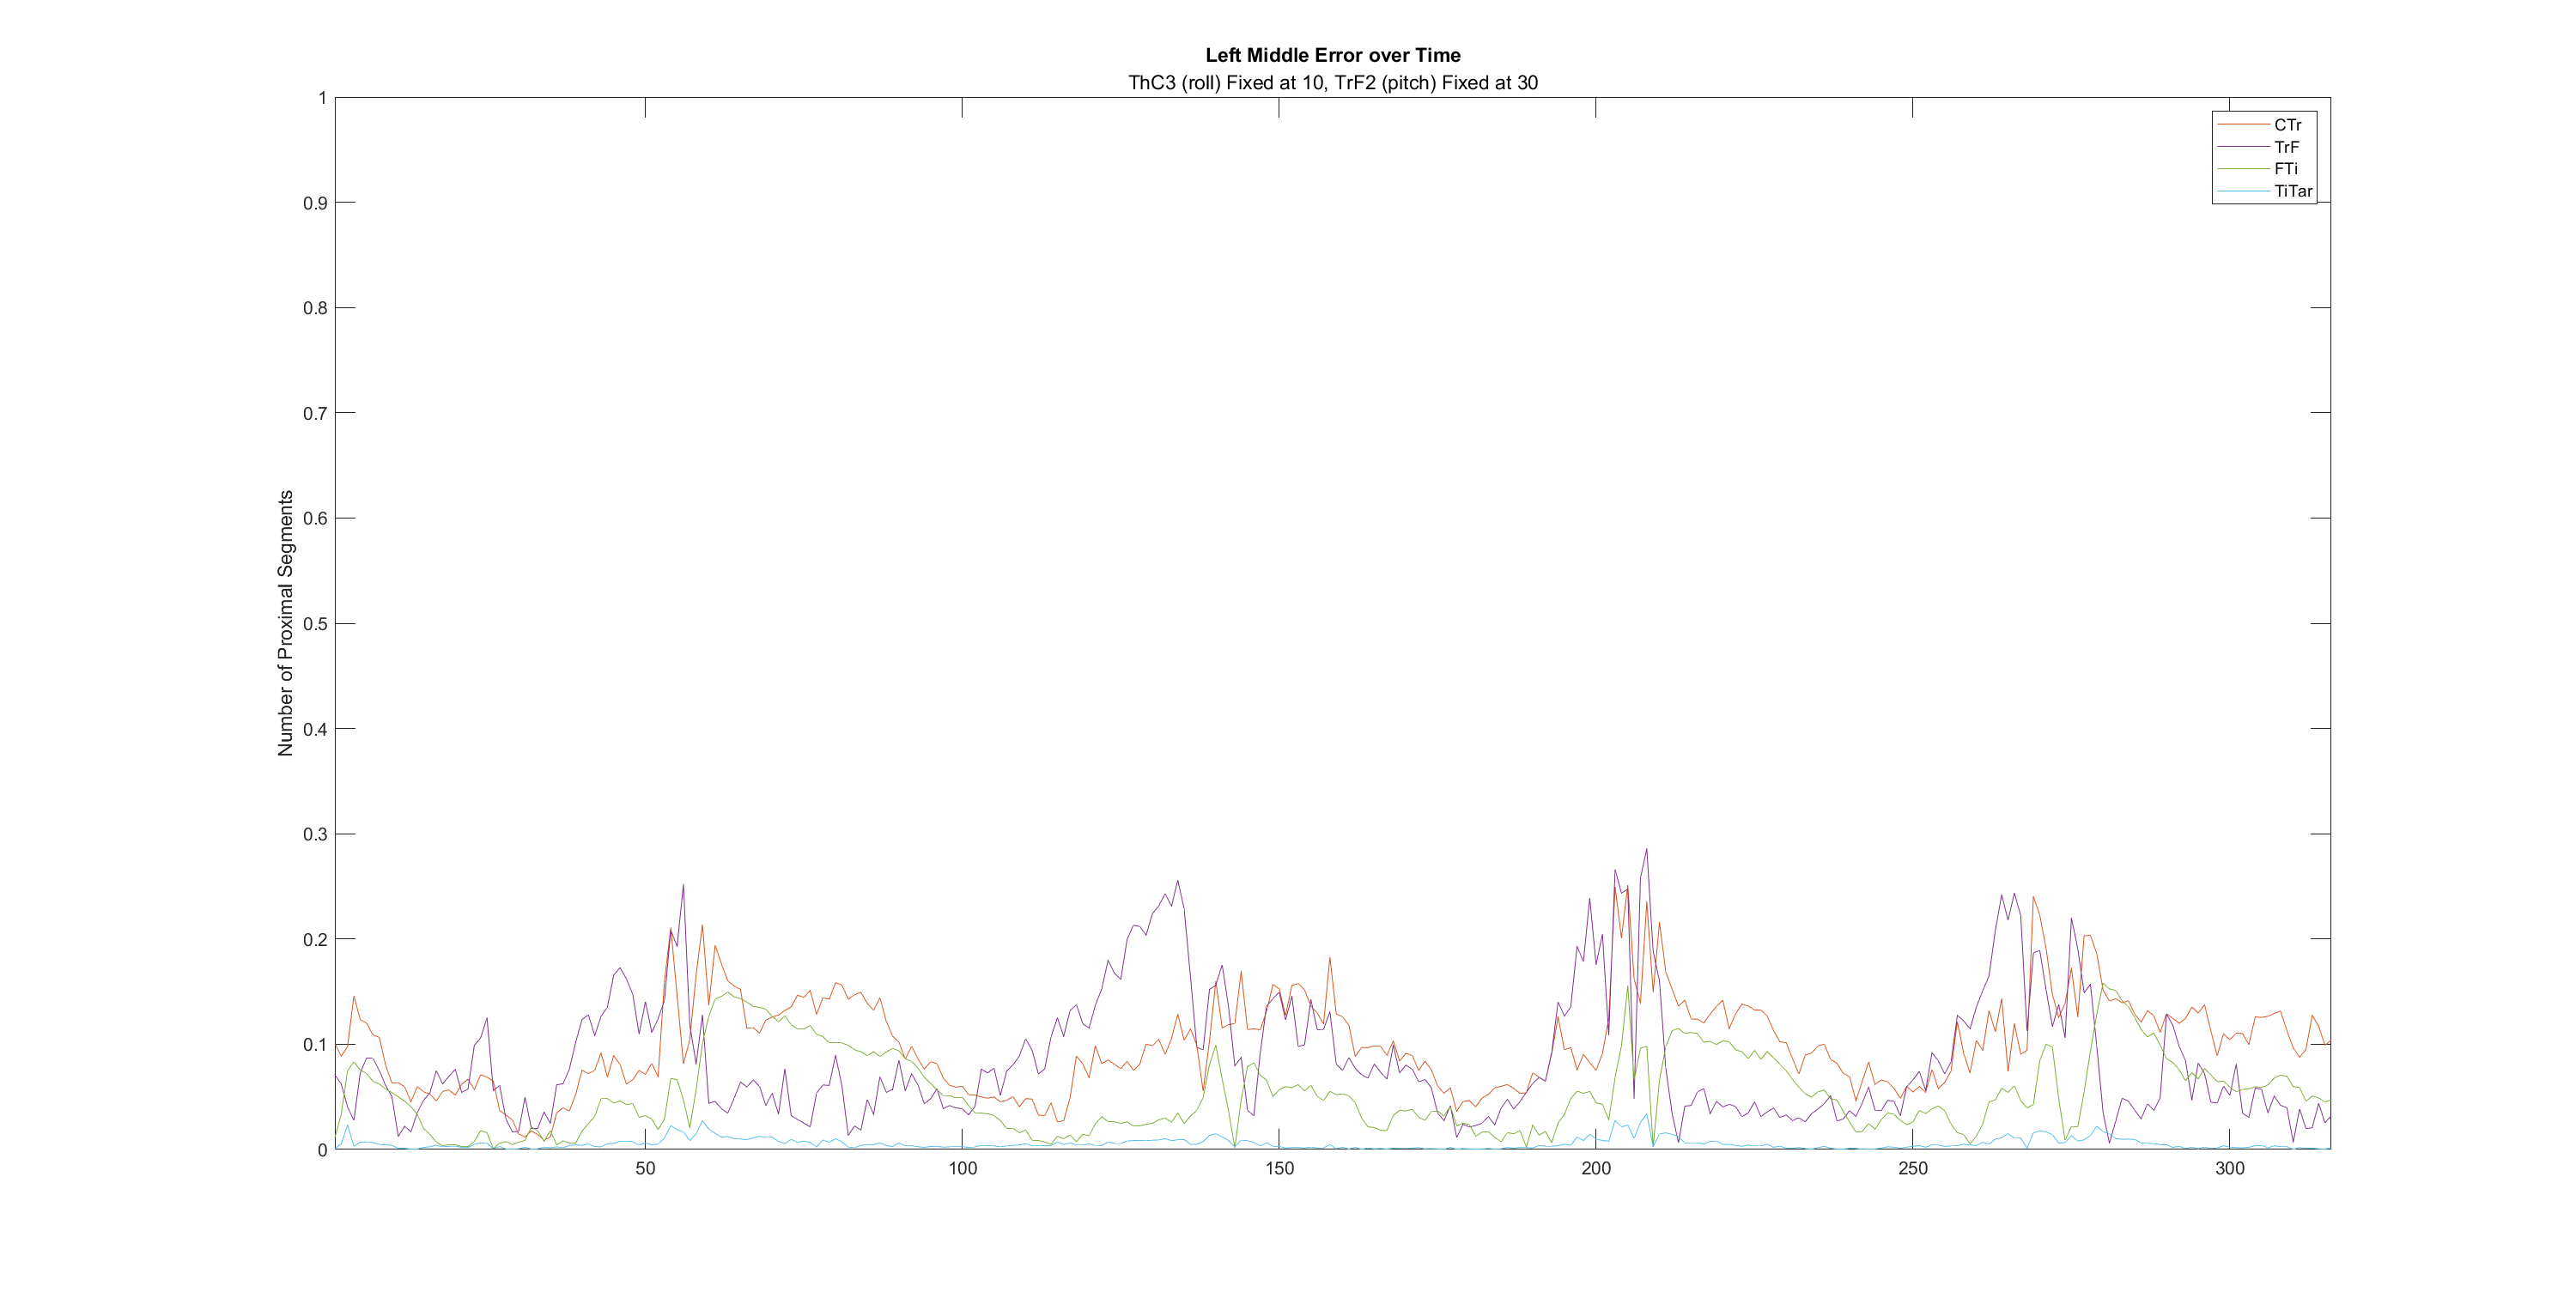 Left Middle Error over Time
ThC3 (roll) Fixed at 10, TrF2 (pitch) Fixed at 30
1
0.9
0.8
0.7
0.6
0.5
0.4
0.3
0.2
0.1
0
Number of Proximal Segments
CTr
TrF
FTi
TiTar
50
100
150
200
250
300